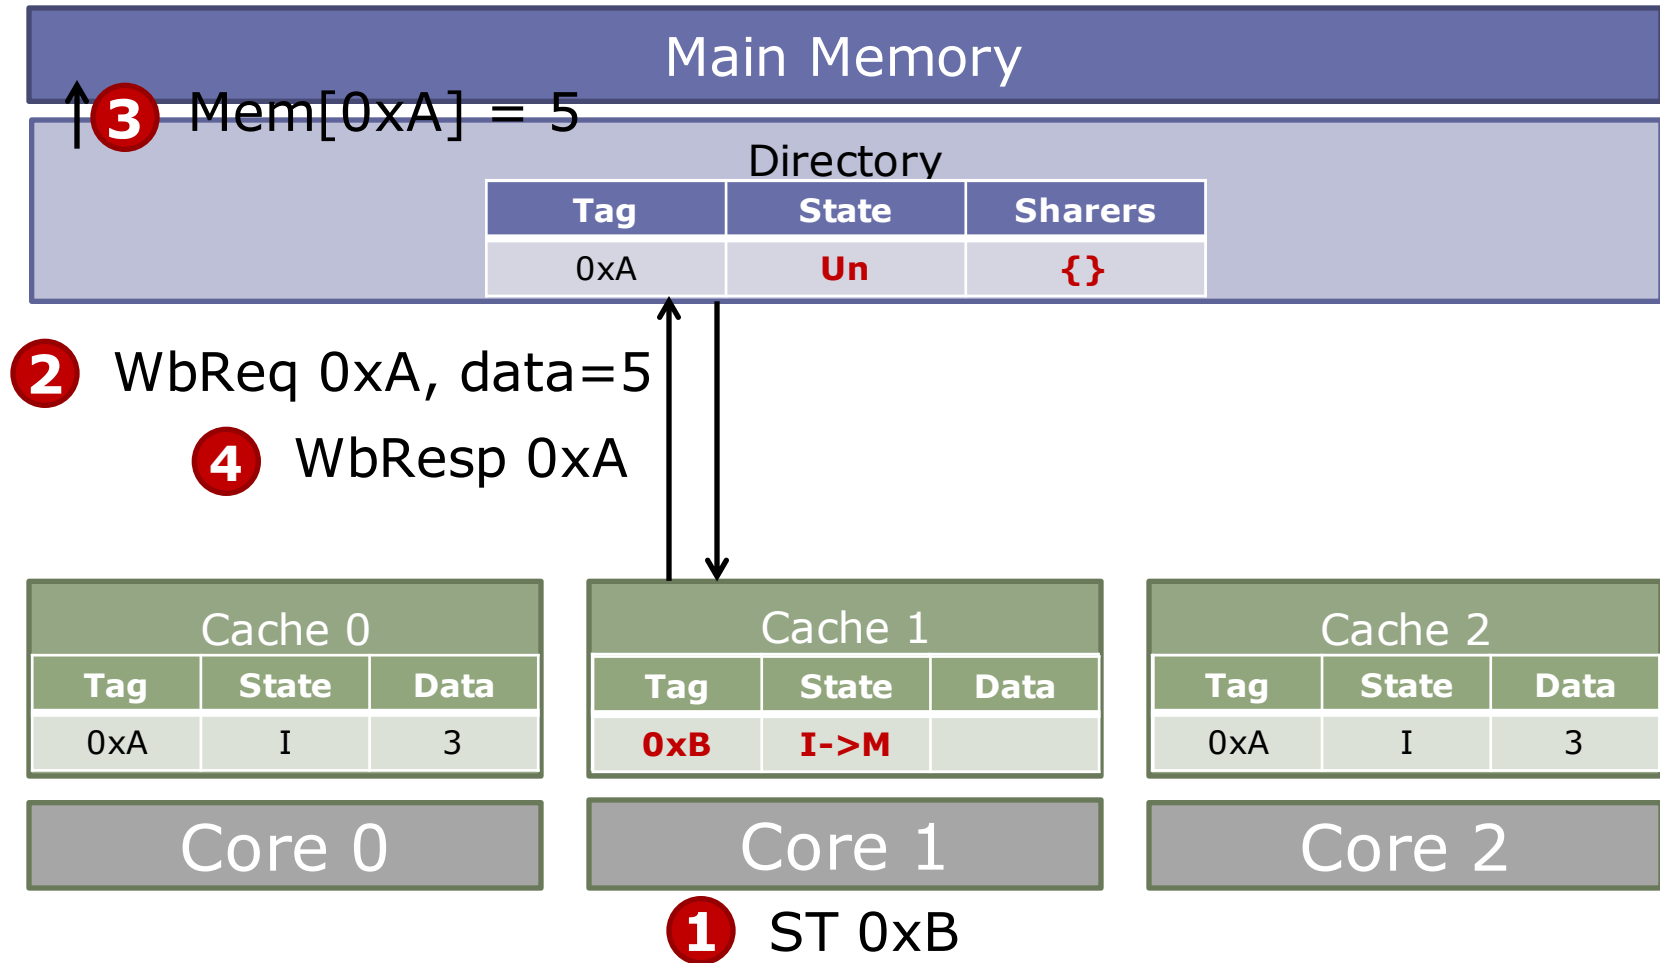 Main Memory
3 Mem[0xA] = 5
Directory
Tag State Sharers
0xA Un {}
2 WbReq 0xA, data=5
4 WbResp 0xA
Cache 0 Cache 1 Cache 2
Tag State Data Tag State Data Tag State Data
0xA I 3 0xB I->M 0xA I 3
Core 0 Core 1 Core 2
1 ST 0xB